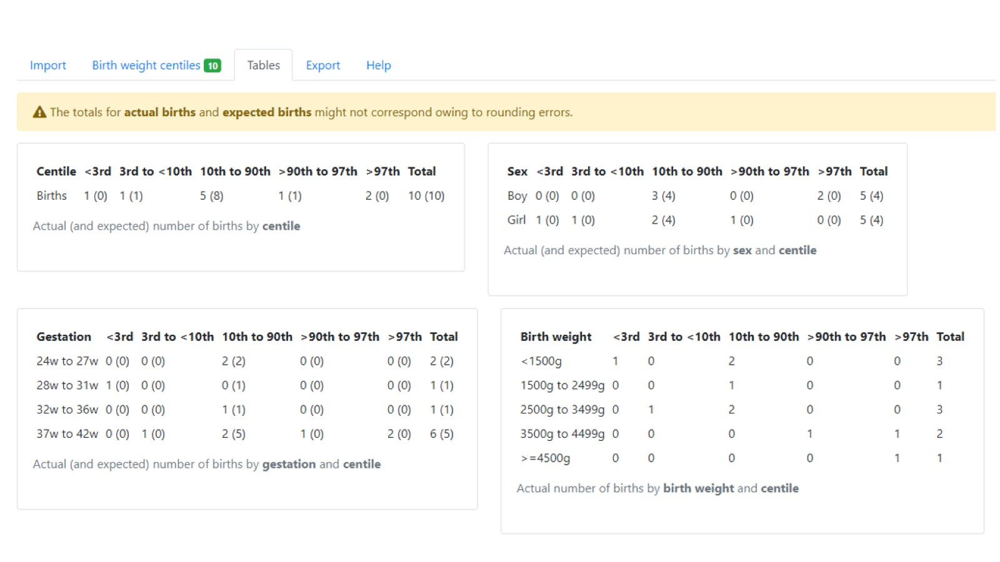 Import Birth weight centiles 10 Tables Export Help
The totals for actual births and expected births might not correspond owing to rounding errors.
Centile <3rd 3rd to <10th 10th to 90th >90th to 97th >97th Total
Births 1 (0) 1 (1) 5 (8) 1 (1) 2 (0) 10 (10)
Actual (and expected) number of births by centile
Sex <3rd 3rd to <10th 10th to 90th >90th to 97th >97th Total
Boy 0 (0) 0 (0) 3 (4) 0 (0) 2 (0) 5 (4)
Girl 1 (0) 1 (0) 2 (4) 1 (0) 0 (0) 5 (4)
Actual (and expected) number of births by sex and centile
Gestation <3rd 3rd to <10th 10th to 90th >90th to 97th >97th Total
24w to 27w 0 (0) 0 (0) 2 (2) 0 (0) 0 (0) 2 (2)
28w to 31w 1 (0) 0 (0) 0 (1) 0 (0) 0 (0) 1 (1)
32w to 36w 0 (0) 0 (0) 1 (1) 0 (0) 0 (0) 1 (1)
37w to 42w 0 (0) 1 (0) 2 (5) 1 (0) 2 (0) 6 (5)
Actual (and expected) number of births by gestation and centile
Birth weight <3rd 3rd to <10th 10th to 90th >90th to 97th >97th Total
<1500g 1 0 2 0 0 3
1500g to 2499g 0 0 1 0 0 1
2500g to 3499g 0 1 2 0 0 3
3500g to 4499g 0 0 0 1 1 2
>=4500g 0 0 0 0 1 1
Actual number of births by birth weight and centile